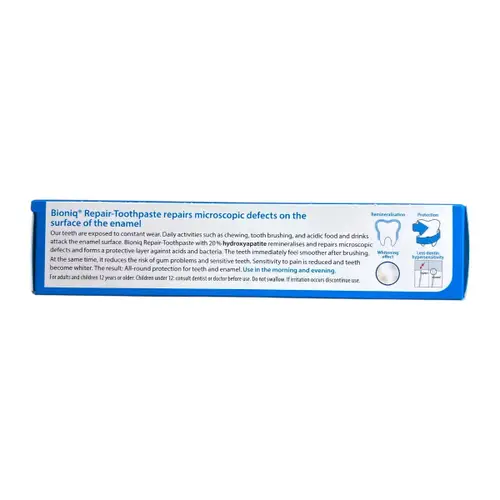 Bioniq® Repair-Toothpaste repairs microscopic defects on the
surface of the enamel
Our teeth are exposed to constant wear. Daily activities such as chewing, tooth brushing, and acidic food and drinks
attack the enamel surface. Bioniq Repair-Toothpaste with 20% hydroxyapatite remineralises and repairs microscopic
defects and forms a protective layer against acids and bacteria. The teeth immediately feel smoother after brushing.
At the same time, it reduces the risk of gum problems and sensitive teeth. Sensitivity to pain is reduced and teeth
become whiter. The result: All-round protection for teeth and enamel. Use in the morning and evening.
For adults and children 12 years or older. Children under 12: consult dentist or doctor before use. Do not swallow. If irritation occurs discontinue use.
Remineralization
Protection
Whitening
effect
Less dentin
hypersensitivity